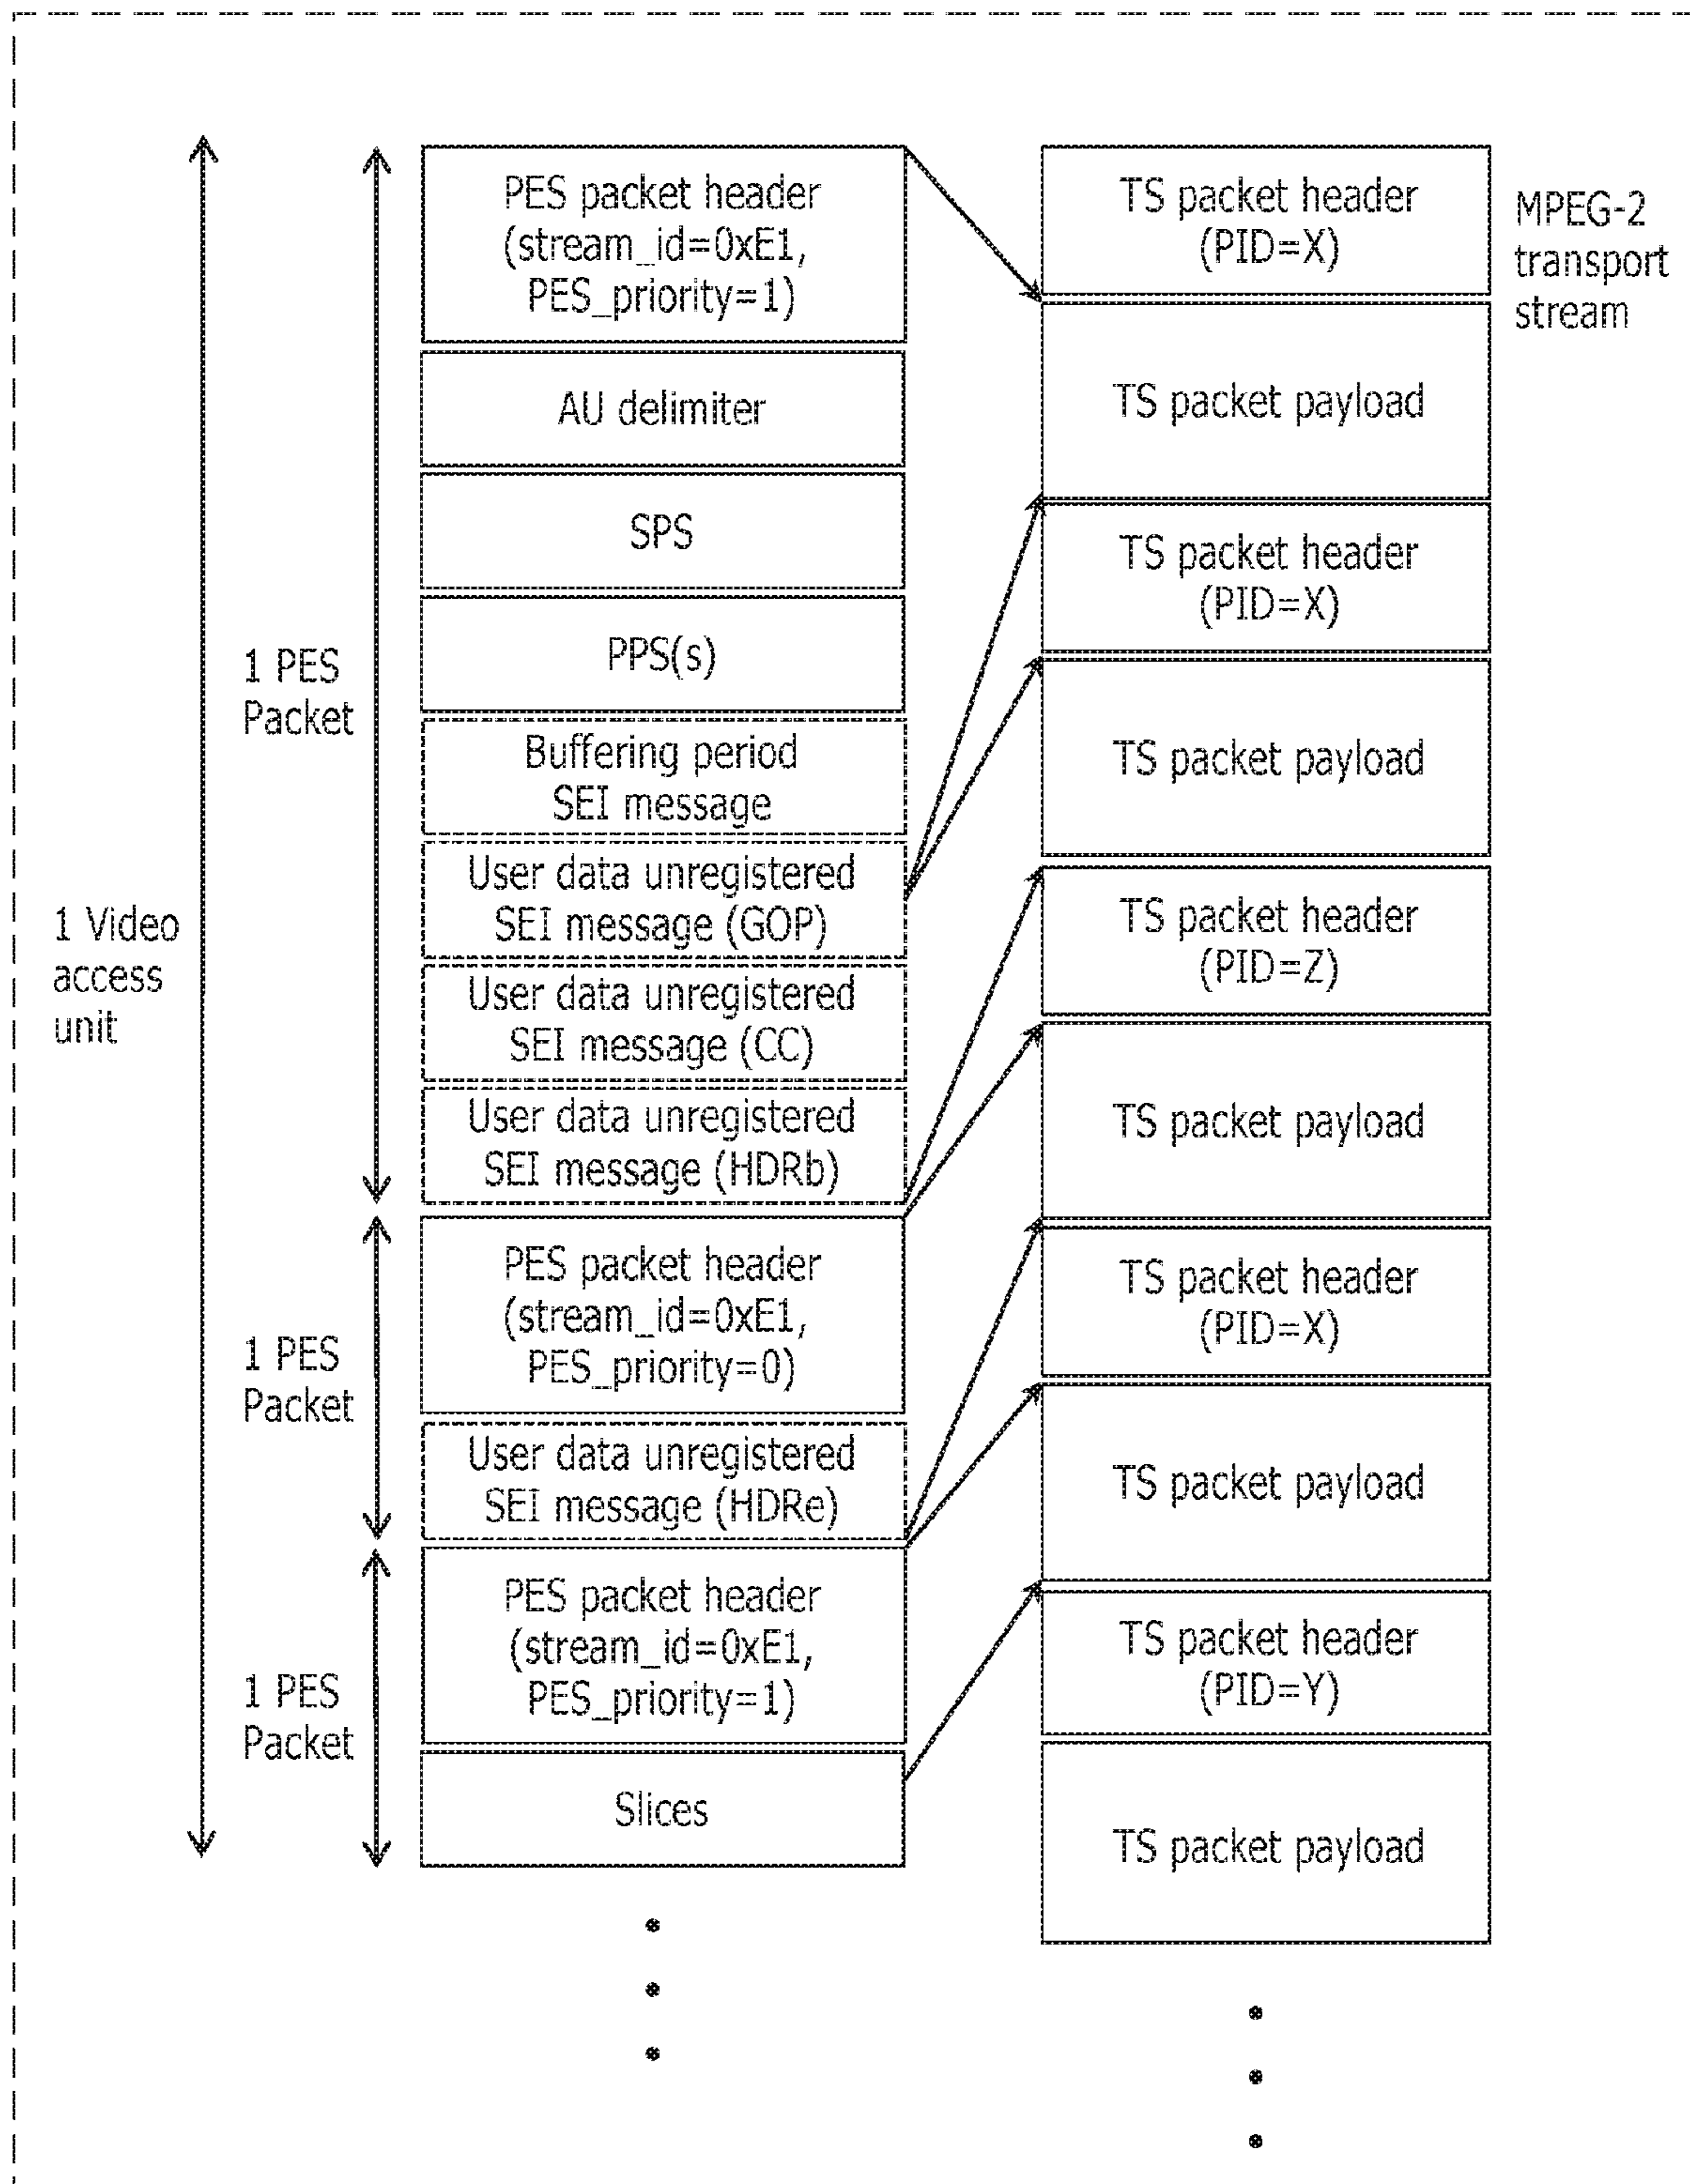 1 Video
access
unit
1 PES
Packet
1 PES
Packet
1 PES
Packet
PES packet header
(stream_id=0xE1,
PES_priority=1)
AU delimiter
SPS
PPS(s)
Buffering period
SEI message
User data unregistered
SEI message (GOP)
User data unregistered
SEI message (CC)
User data unregistered
SEI message (HDRb)
PES packet header
(stream_id=0xE1,
PES_priority=0)
User data unregistered
SEI message (HDRe)
PES packet header
(stream_id=0xE1,
PES_priority=1)
Slices
TS packet header
(PID=X)
TS packet payload
TS packet header
(PID=X)
TS packet payload
TS packet header
(PID=Z)
TS packet payload
TS packet header
(PID=X)
TS packet payload
TS packet header
(PID=Y)
TS packet payload
MPEG-2
transport
stream